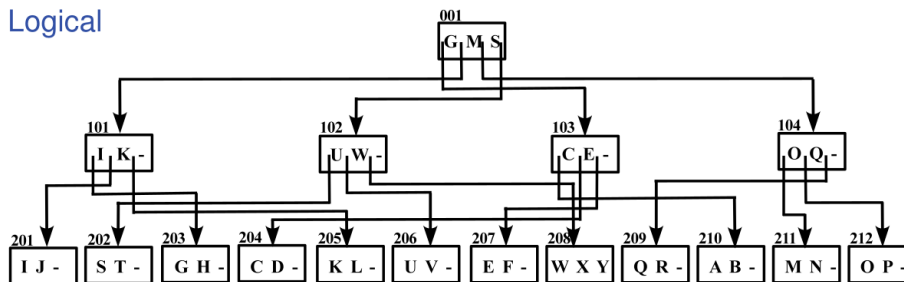 Logical
001
G M S
101
I K -
102
U W -
103
C E -
104
O Q -
201
I J -
202
S T -
203
G H -
204
C D -
205
K L -
206
U V -
207
E F -
208
W X Y
209
Q R -
210
A B -
211
M N -
212
O P -